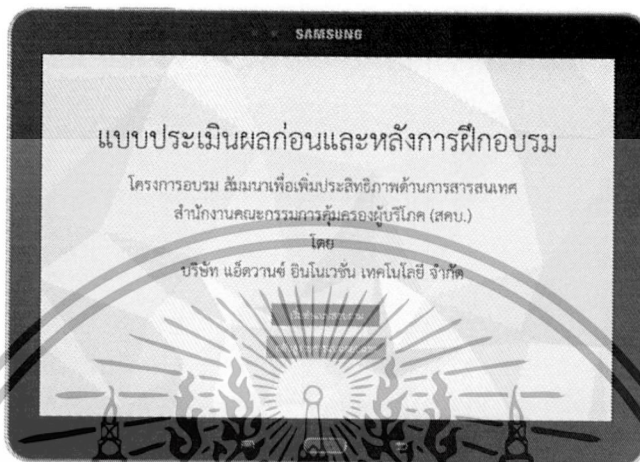 SAMSUNG
แบบประเมินผลก่อนและหลังการฝึกอบรม
โครงการอบรม สัมมนาเพื่อเพิ่มประสิทธิภาพด้านการสารสนเทศ
สำนักงานคณะกรรมการคุ้มครองผู้บริโภค (สคบ.)
โดย
บริษัท แอ็ดวานซ์ อินโนเวชั่น เทคโนโลยี จำกัด